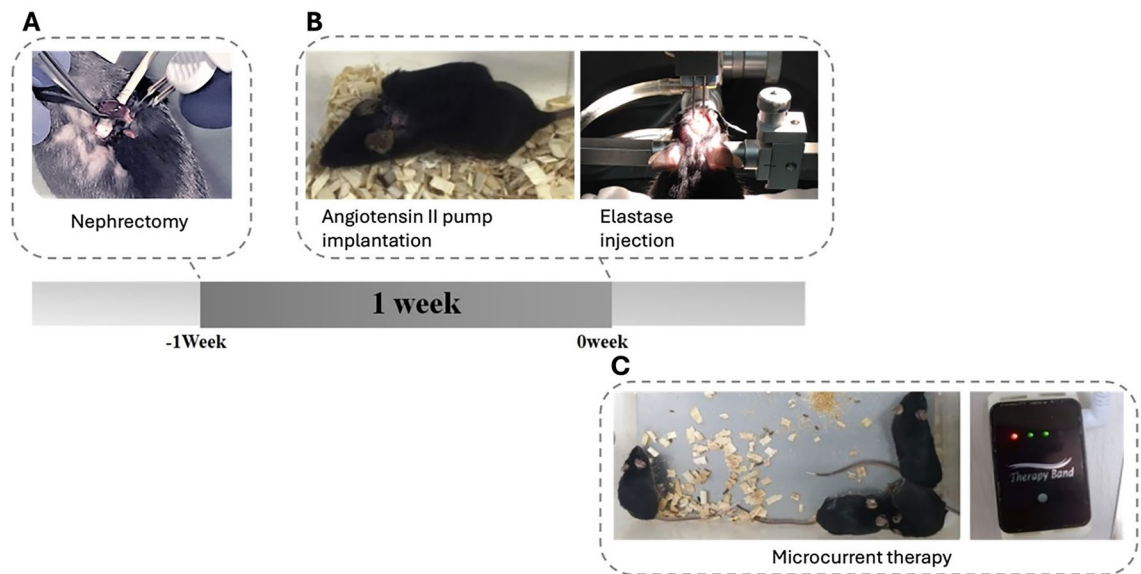 A
B
Nephrectomy
Angiotensin II pump
implantation
Elastase
injection
1 week
-1Week
0week
C
Therapy Band
Microcurrent therapy